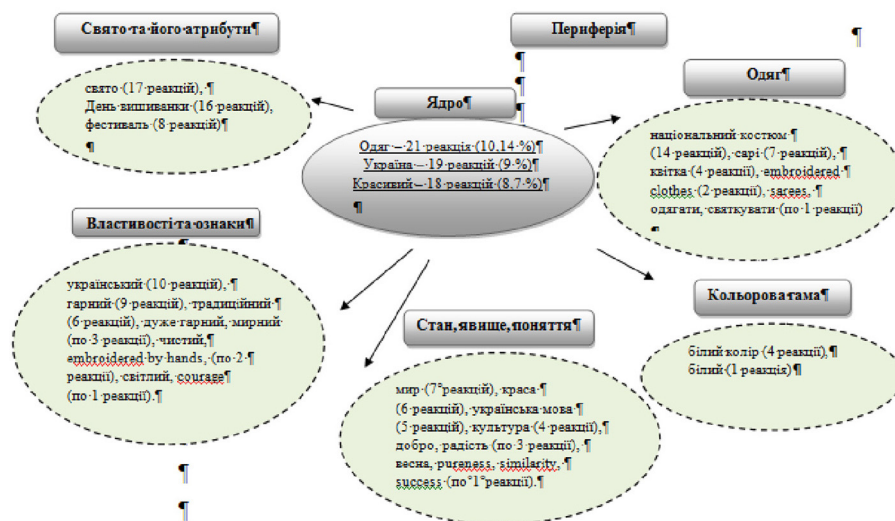 Свято та його атрибути¶
свято (17 реакцій), ¶
День вишиванки (16 реакцій),
фестиваль (8 реакцій)¶
¶
Периферія¶
¶
¶
¶
¶
¶
Ядро¶
Одяг – 21 реакція (10,14 %)¶
Україна – 19 реакцій (9 %)¶
Красивий – 18 реакцій (8.7 %)¶
¶
Одяг¶
національний костюм ¶
(14 реакцій), сарі (7 реакцій), ¶
квітка (4 реакції), embroidered ¶
clothes (2 реакції), sarees, ¶
одягати, святкувати (по 1 реакції)
¶
Властивості та ознаки¶
¶
український (10 реакцій), ¶
гарний (9 реакцій), традиційний ¶
(6 реакцій), дуже гарний, мирний
(по 3 реакції), чистий,¶
embroidered by hands, (по 2 ¶
реакції), світлий, courage¶
(по 1 реакції).¶
¶
¶
Стан, явище, поняття¶
мир (7°реакцій), краса ¶
(6 реакцій), українська мова ¶
(5 реакцій), культура (4 реакції),¶
добро, радість (по 3 реакції), ¶
весна, pureness, similarity, ¶
success (по°1°реакції).¶
Кольорова гама¶
білий колір (4 реакції),¶
білий (1 реакція)¶